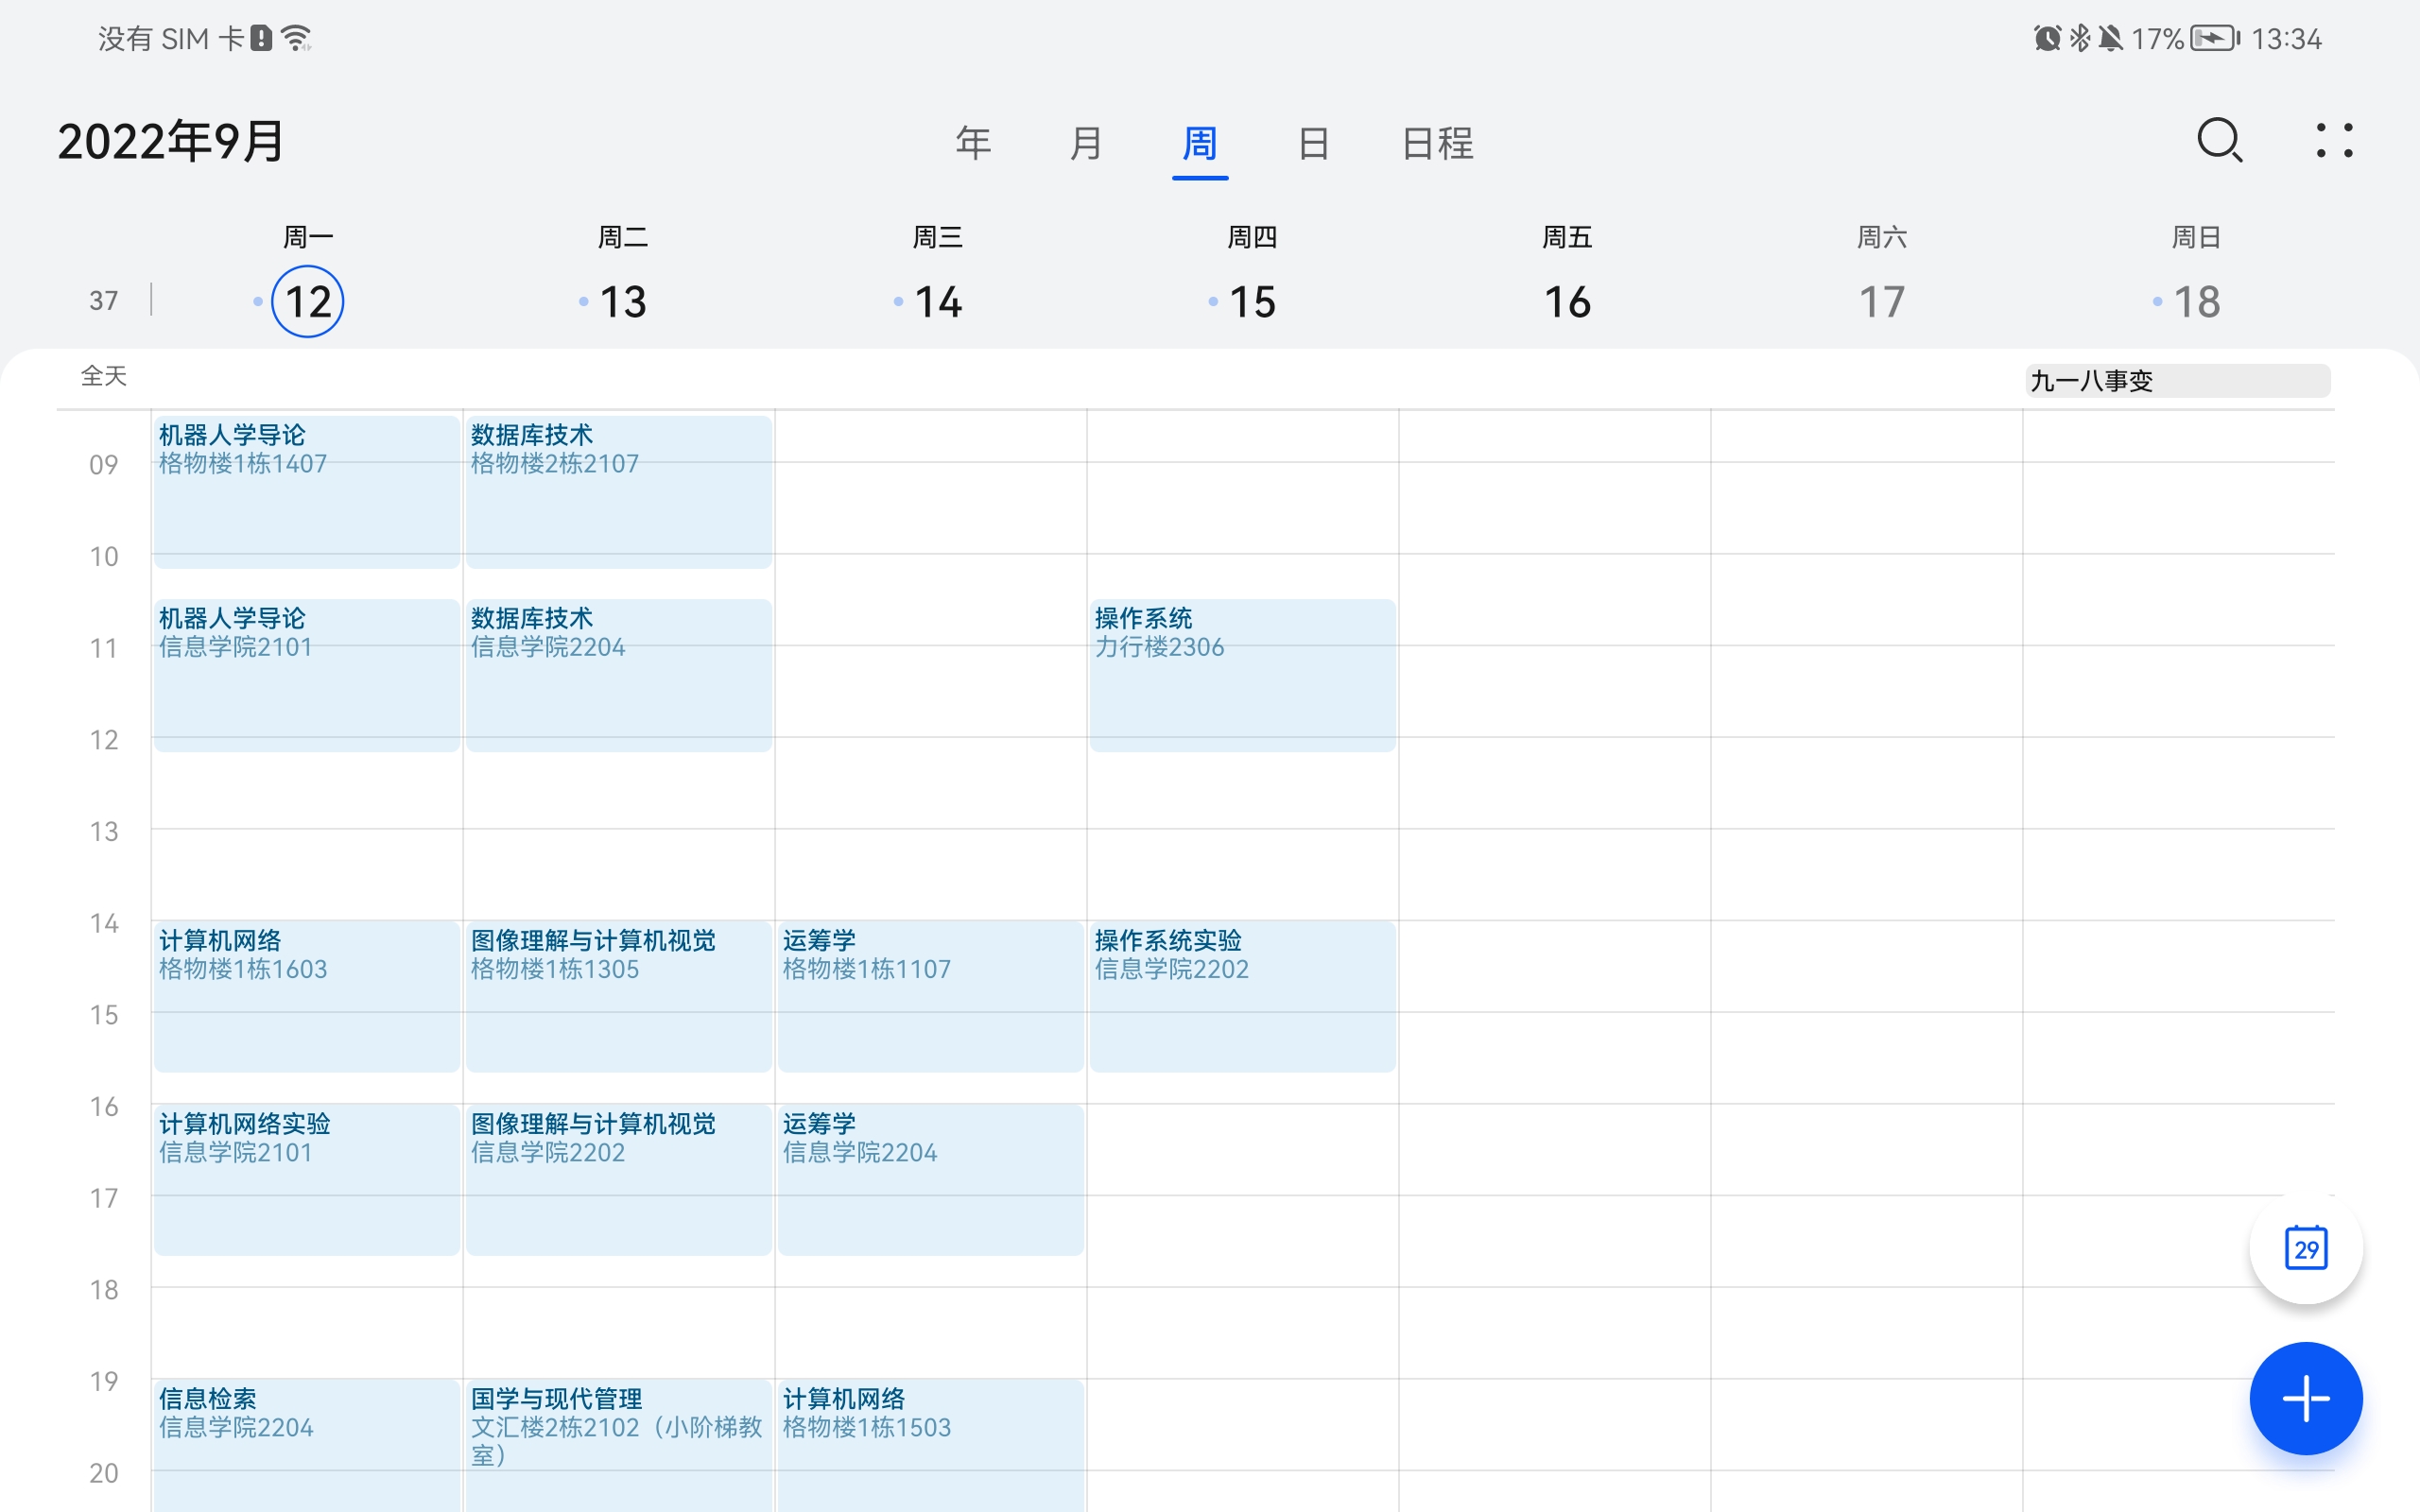 没有 SIM 卡
17%
13:34
2022年9月
年 月 周 日 日程
周一 周二 周三 周四 周五 周六 周日
37 12 13 14 15 16 17 18
全天
九一八事变
09
机器人学导论
格物楼1栋1407
数据库技术
格物楼2栋2107
10
11
机器人学导论
信息学院2101
数据库技术
信息学院2204
操作系统
力行楼2306
12
13
14
计算机网络
格物楼1栋1603
图像理解与计算机视觉
格物楼1栋1305
运筹学
格物楼1栋1107
操作系统实验
信息学院2202
15
16
计算机网络实验
信息学院2101
图像理解与计算机视觉
信息学院2202
运筹学
信息学院2204
17
29
18
19
信息检索
信息学院2204
国学与现代管理
文汇楼2栋2102（小阶梯教
室）
计算机网络
格物楼1栋1503
20